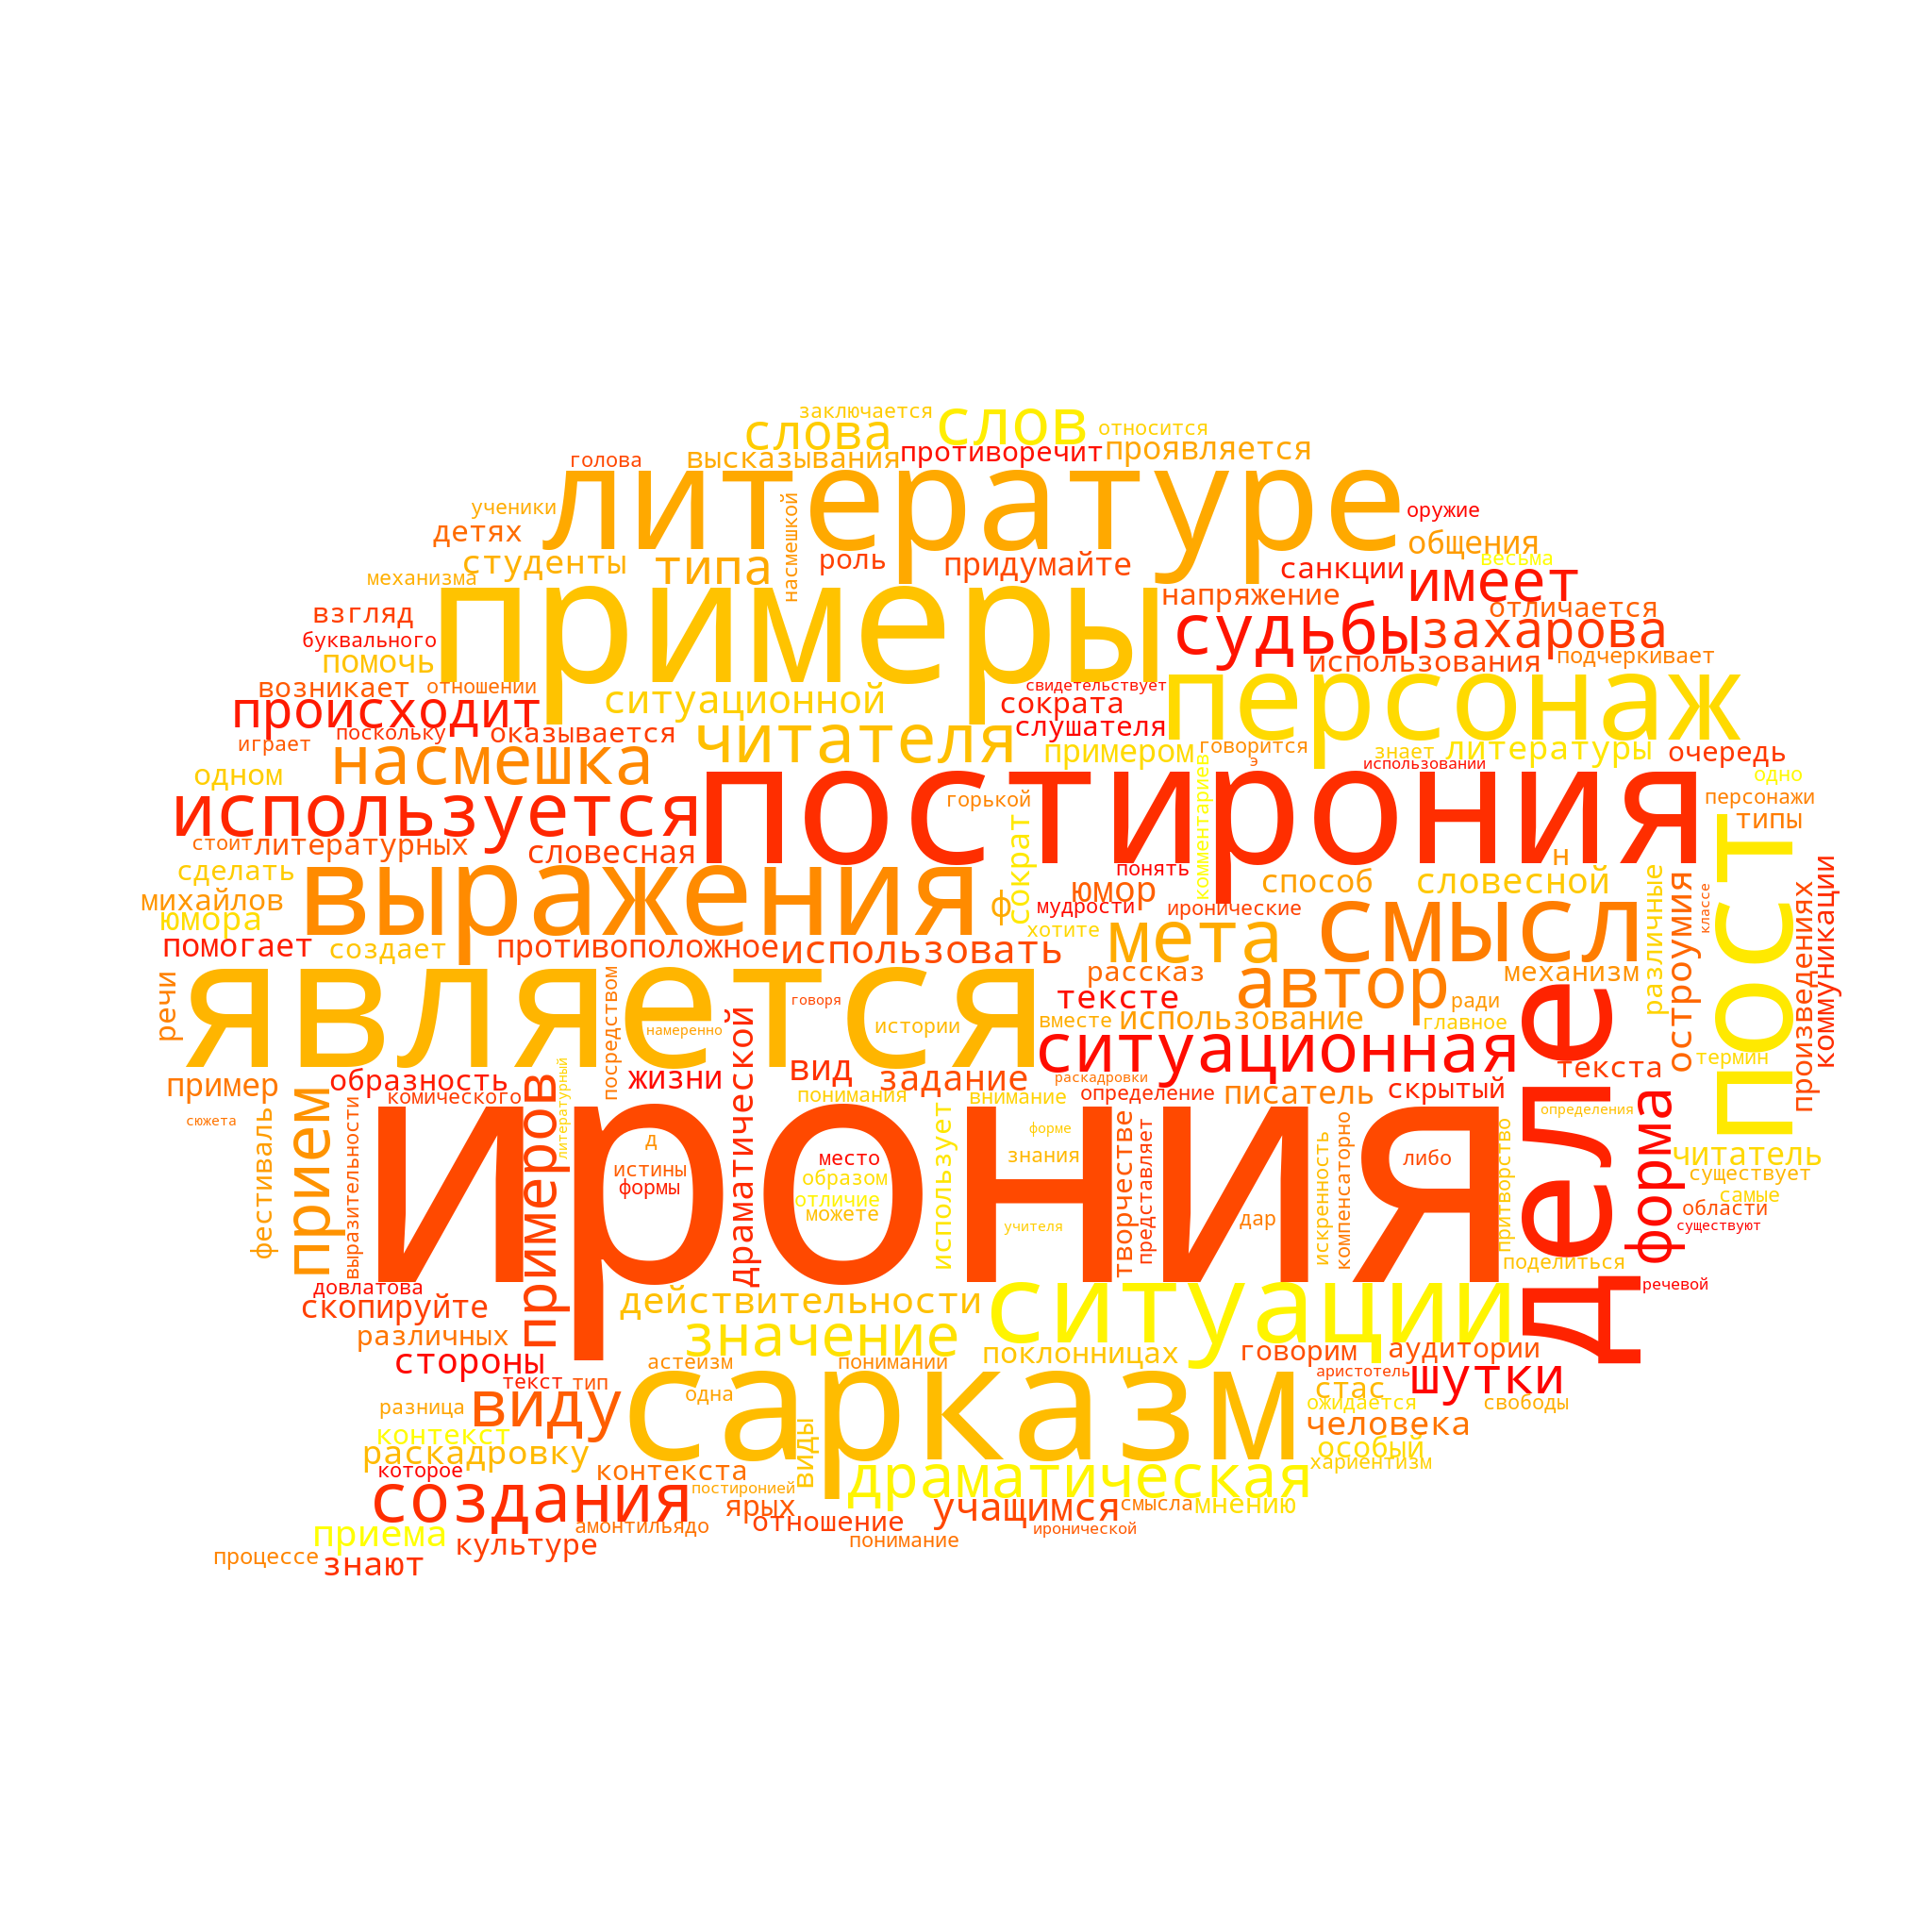 заключается
слов
слова
относится
голова
высказывания
противоречит
проявляется
литературе
ученики
насмешкой
оружие
детях
студенты
типа
роль
придумайте
общения
весьма
механизма
примеры
санкции
имеет
взгляд
напряжение
отличается
буквального
судьбы
захарова
помочь
использования
подчеркивает
возникает
отношении
ситуационной
свидетельствует
персонаж
происходит
сократа
поскольку
оказывается
читателя
слушателя
играет
насмешка
примером
говорится
знает
литературы
очередь
э
использовании
одном
постирония
комментариев
одно
используется
горькой
персонажи
сократ
типы
пост
стоит
литературных
словесная
н
сделать
выражения
понять
юмор
способ
словесной
различные
остроумия
классе
произведениях
коммуникации
михайлов
ф
мудрости
иронические
смысл
юмора
хотите
мета
помогает
создает
противоположное
использовать
является
рассказ
автор
механизм
речи
посредством
говоря
тексте
ради
деле
намеренно
истории
вместе
использование
главное
драматической
ситуационная
термин
пример
образность
жизни
вид
задание
раскадровки
текста
прием
комического
примеров
литературный
понимания
внимание
определение
писатель
скрытый
форма
выразительности
ирония
определения
фестиваль
сюжета
д
использует
форме
творчестве
представляет
искренность
компенсаторно
притворство
истины
место
знания
либо
читатель
формы
образом
существует
отличие
самые
можете
учителя
дар
области
существуют
поделиться
довлатова
речевой
скопируйте
действительности
ситуации
различных
значение
стороны
астеизм
понимании
поклонницах
говорим
аудитории
текст
тип
сарказм
аристотель
шутки
виду
одна
стас
разница
ожидается
свободы
контекст
виды
человека
раскадровку
особый
которое
контекста
драматическая
хариентизм
создания
постиронией
ярых
учащимся
смысла
мнению
приема
амонтильядо
отношение
иронической
культуре
понимание
процессе
знают